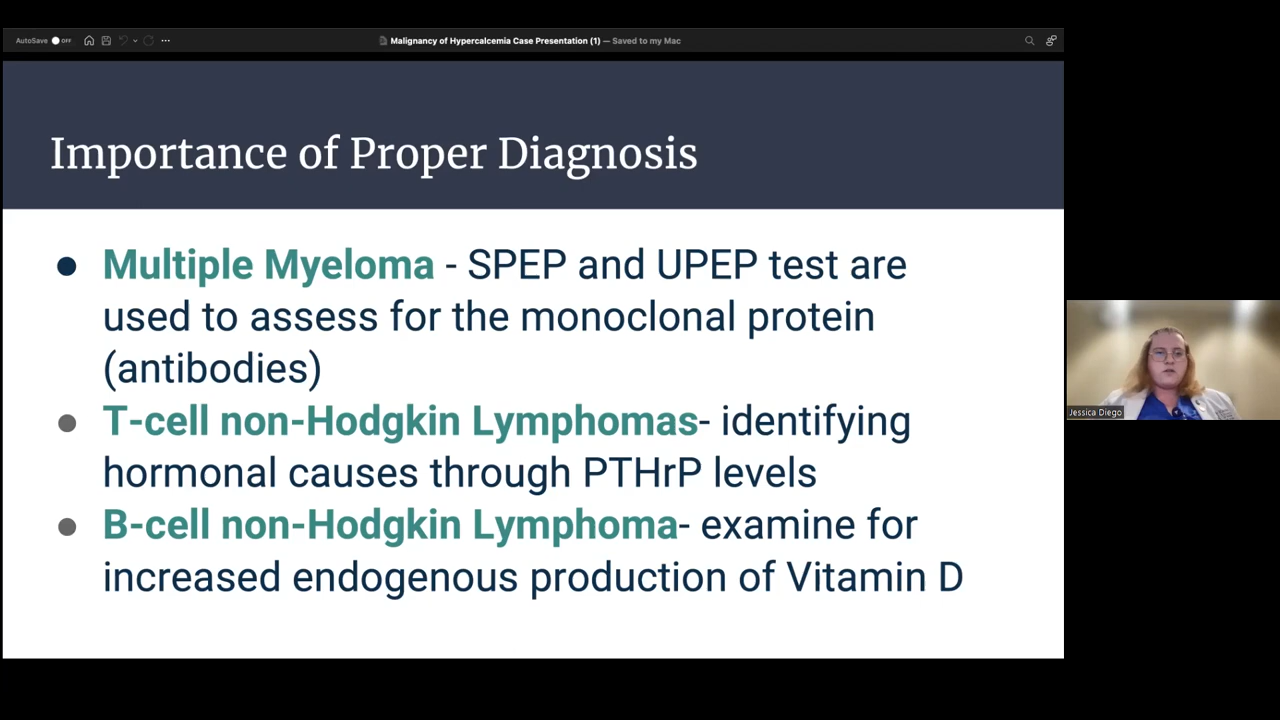 AutoSave OFF
Malignancy of Hypercalcemia Case Presentation (1) — Saved to my Mac
Importance of Proper Diagnosis
Multiple Myeloma - SPEP and UPEP test are
used to assess for the monoclonal protein
(antibodies)
T-cell non-Hodgkin Lymphomas- identifying
hormonal causes through PTHrP levels
B-cell non-Hodgkin Lymphoma- examine for
increased endogenous production of Vitamin D
Jessica Diego